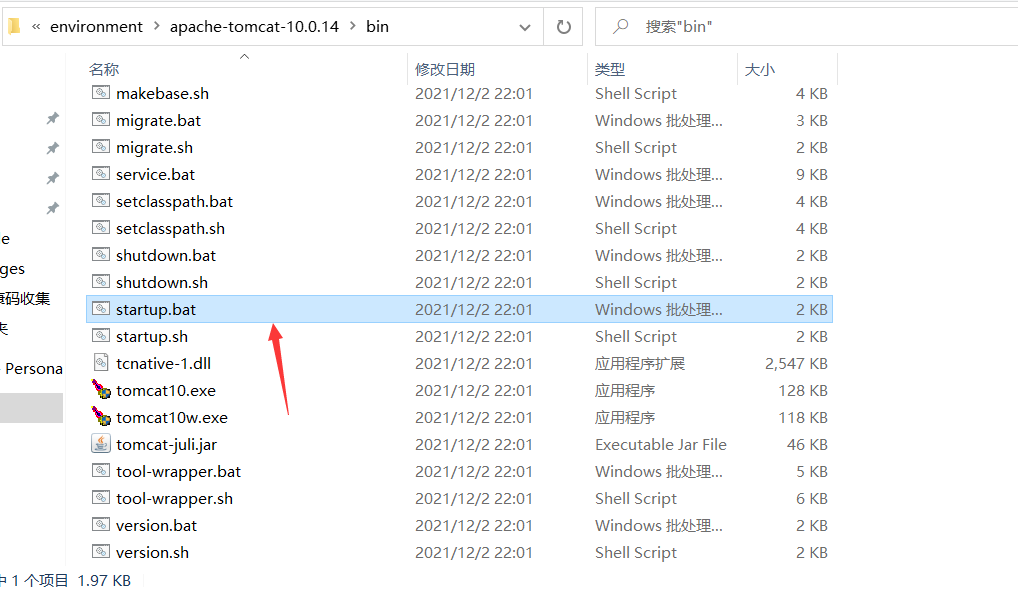 « environment > apache-tomcat-10.0.14 > bin 搜索"bin"
名称 修改日期 类型 大小
makebase.sh 2021/12/2 22:01 Shell Script 4 KB
migrate.bat 2021/12/2 22:01 Windows 批处理... 3 KB
migrate.sh 2021/12/2 22:01 Shell Script 2 KB
service.bat 2021/12/2 22:01 Windows 批处理... 9 KB
setclasspath.bat 2021/12/2 22:01 Windows 批处理... 4 KB
setclasspath.sh 2021/12/2 22:01 Shell Script 4 KB
e
shutdown.bat 2021/12/2 22:01 Windows 批处理... 2 KB
ges
shutdown.sh 2021/12/2 22:01 Shell Script 2 KB
码收集
startup.bat 2021/12/2 22:01 Windows 批处理... 2 KB
startup.sh 2021/12/2 22:01 Shell Script 2 KB
Persona
tcnative-1.dll 2021/12/2 22:01 应用程序扩展 2,547 KB
tomcat10.exe 2021/12/2 22:01 应用程序 128 KB
tomcat10w.exe 2021/12/2 22:01 应用程序 118 KB
tomcat-juli.jar 2021/12/2 22:01 Executable Jar File 46 KB
tool-wrapper.bat 2021/12/2 22:01 Windows 批处理... 5 KB
tool-wrapper.sh 2021/12/2 22:01 Shell Script 6 KB
version.bat 2021/12/2 22:01 Windows 批处理... 2 KB
version.sh 2021/12/2 22:01 Shell Script 2 KB
1 个项目 1.97 KB